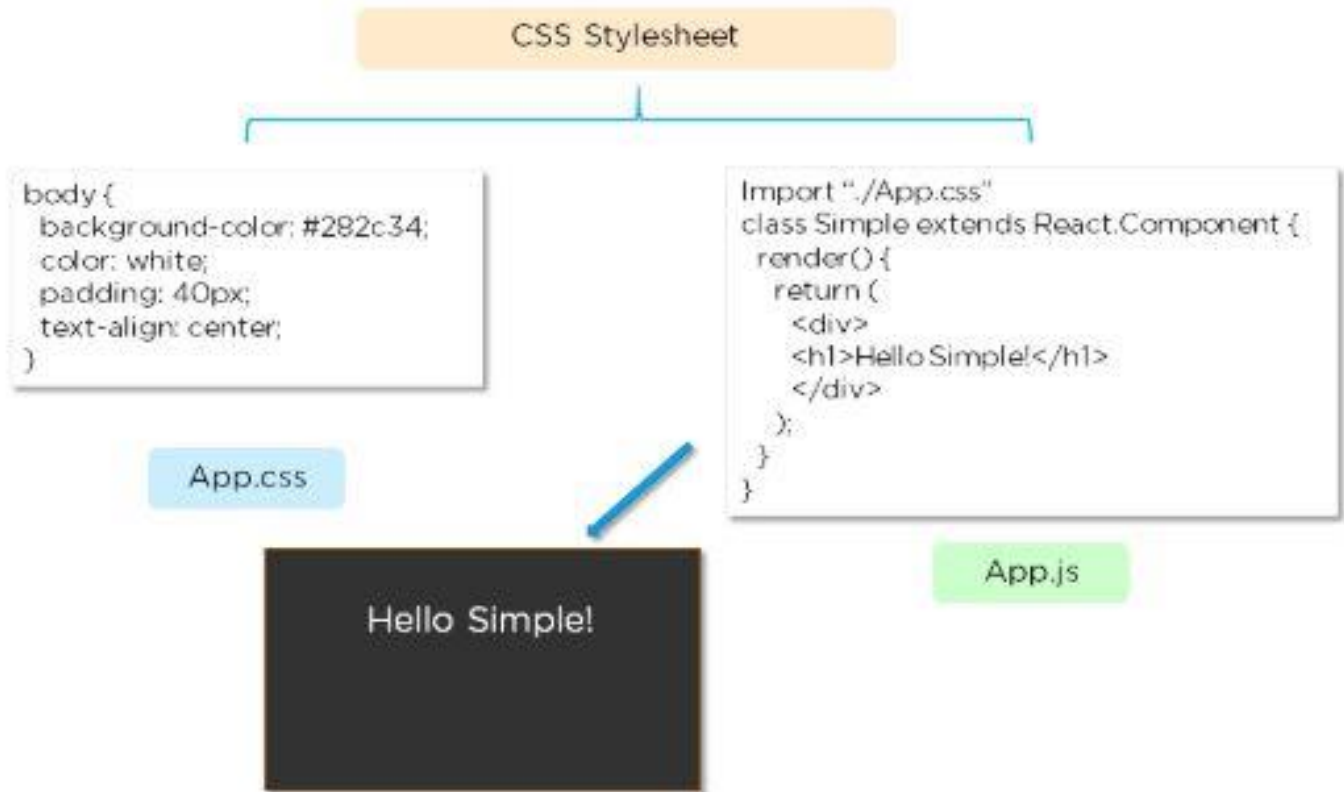 CSS Stylesheet
body {
background-color: #282c34;
color: white;
padding: 40px;
text-align: center;
}
App.css
Import "./App.css"
class Simple extends React.Component {
render() {
return (
<div>
<h1>Hello Simple!</h1>
</div>
);
}
}
App.js
Hello Simple!